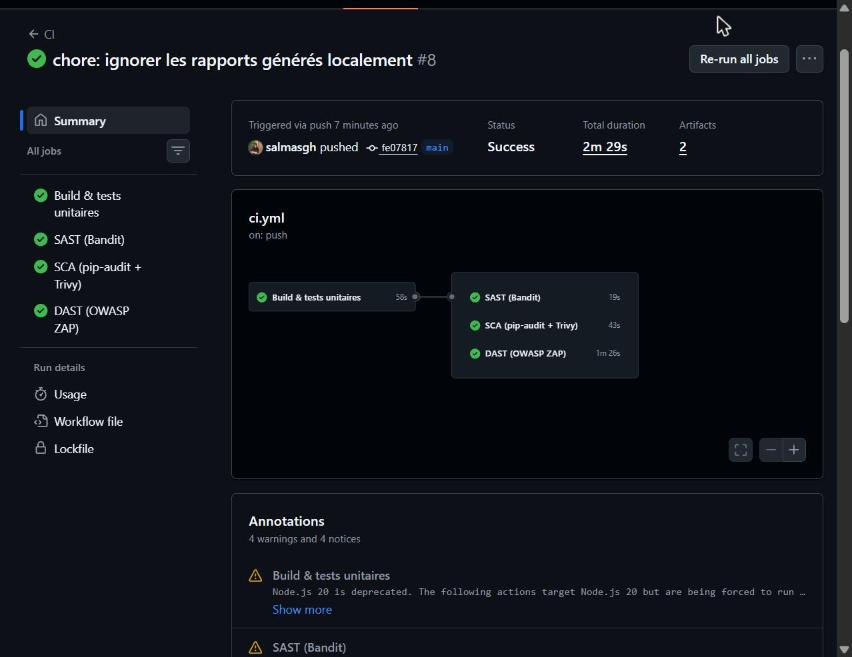 CI
chore: ignorer les rapports générés localement #8
Re-run all jobs
Summary
All jobs
Build & tests
unitaires
SAST (Bandit)
SCA (pip-audit +
Trivy)
DAST (OWASP
ZAP)
Run details
Usage
Workflow file
Lockfile
Triggered via push 7 minutes ago
salmasgh pushed fe07817 main
Status
Success
Total duration
2m 29s
Artifacts
2
ci.yml
on: push
Build & tests unitaires 58s
SAST (Bandit) 19s
SCA (pip-audit + Trivy) 43s
DAST (OWASP ZAP) 1m 26s
Annotations
4 warnings and 4 notices
Build & tests unitaires
Node.js 20 is deprecated. The following actions target Node.js 20 but are being forced to run …
Show more
SAST (Bandit)